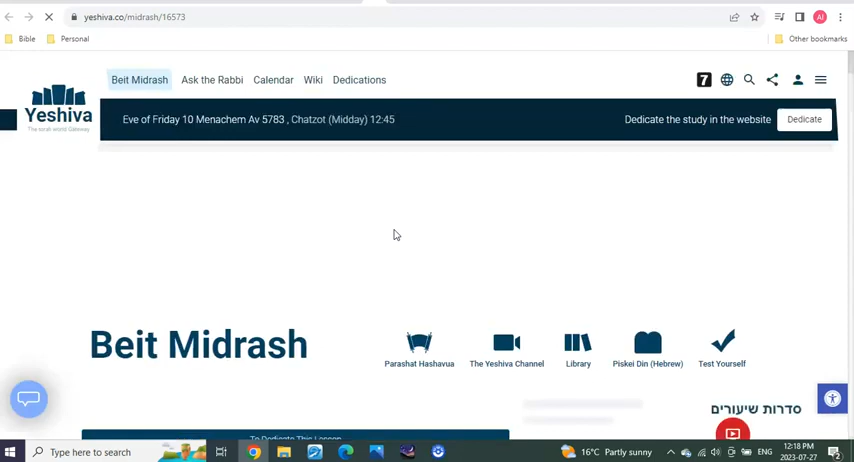 yeshiva.co/midrash/16573
AI
Bible
Personal
Other bookmarks
Yeshiva
The torah world Gateway
Beit Midrash
Ask the Rabbi
Calendar
Wiki
Dedications
7
Eve of Friday 10 Menachem Av 5783 , Chatzot (Midday) 12:45
Dedicate the study in the website
Dedicate
Beit Midrash
Parashat Hashavua
The Yeshiva Channel
Library
Piskei Din (Hebrew)
Test Yourself
סדרות שיעורים
To Dedicate This Lesson
Type here to search
16°C Partly sunny
ENG
12:18 PM
2023-07-27
2